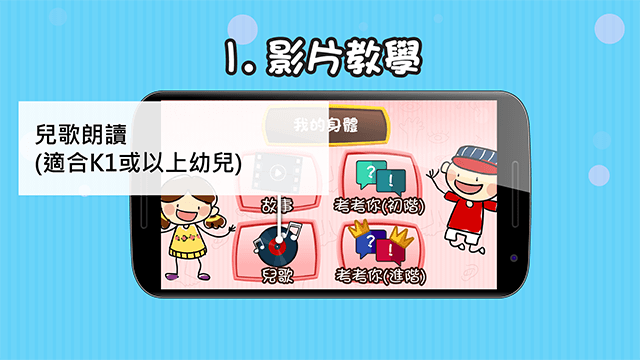 1. 影片教學
兒歌朗讀
(適合K1或以上幼兒)
我的身體
故事
考考你(初階)
兒歌
考考你(進階)